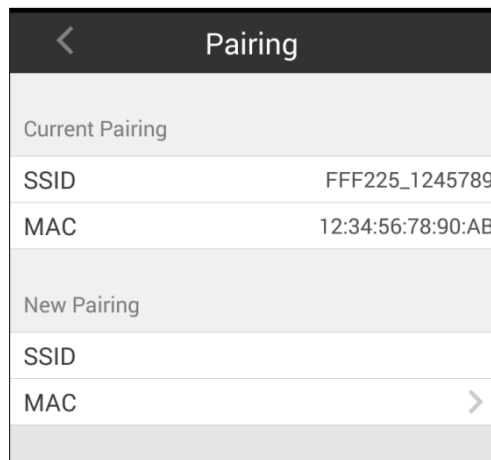 Pairing
Current Pairing
SSID FFF225_1245789
MAC 12:34:56:78:90:AB
New Pairing
SSID
MAC